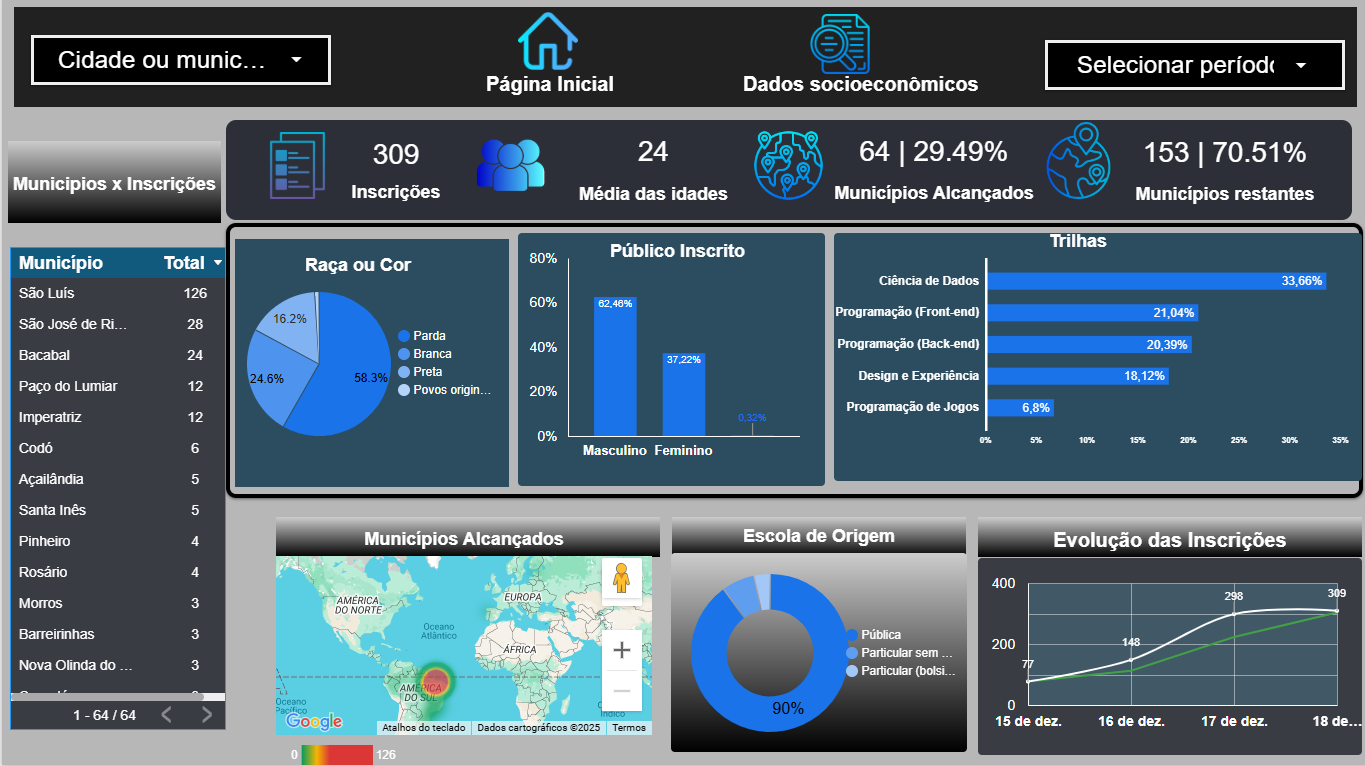 Cidade ou munic...
Página Inicial
Dados socioeconômicos
Selecionar períod
Municipios x Inscrições
309
Inscrições
24
Média das idades
64 | 29.49%
Municípios Alcançados
153 | 70.51%
Municípios restantes
Município Total
São Luís 126
São José de Ri... 28
Bacabal 24
Paço do Lumiar 12
Imperatriz 12
Codó 6
Açailândia 5
Santa Inês 5
Pinheiro 4
Rosário 4
Morros 3
Barreirinhas 3
Nova Olinda do ... 3
1 - 64 / 64
Raça ou Cor
16.2%
24.6%
58.3%
Parda
Branca
Preta
Povos origin...
Público Inscrito
80%
60%
40%
20%
0%
62,46%
37,22%
0,32%
Masculino Feminino
Trilhas
Ciência de Dados 33,66%
Programação (Front-end) 21,04%
Programação (Back-end) 20,39%
Design e Experiência 18,12%
Programação de Jogos 6,8%
0% 5% 10% 15% 20% 25% 30% 35%
Municípios Alcançados
AMÉRICA
DO NORTE
EUROPA
Oceano
Atlântico
ÁFRICA
AMÉRICA
DO SUL
Oceano
Pacífico
Índico
Google
Atalhos do teclado
Dados cartográficos ©2025
Termos
0 126
Escola de Origem
90%
Pública
Particular sem ...
Particular (bolsi...
Evolução das Inscrições
400
200
0
77
148
298
309
15 de dez. 16 de dez. 17 de dez. 18 de...